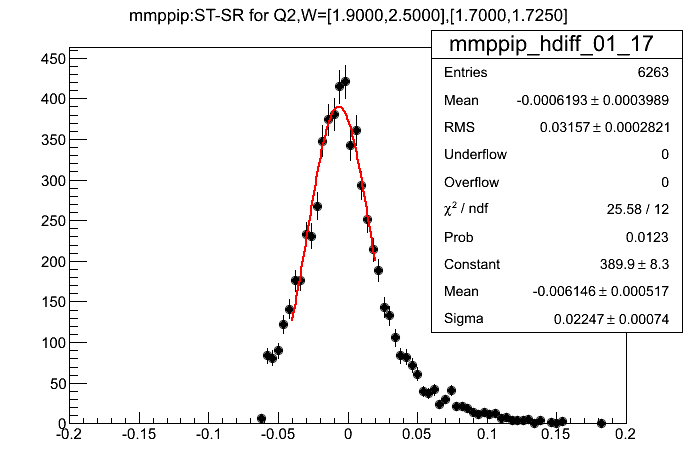 mmppip:ST-SR for Q2,W=[1.9000,2.5000],[1.7000,1.7250]
mmppip_hdiff_01_17
Entries 6263
Mean -0.0006193 ± 0.0003989
RMS 0.03157 ± 0.0002821
Underflow 0
Overflow 0
χ² / ndf 25.58 / 12
Prob 0.0123
Constant 389.9 ± 8.3
Mean -0.006146 ± 0.000517
Sigma 0.02247 ± 0.00074
450
400
350
300
250
200
150
100
50
0
-0.2 -0.15 -0.1 -0.05 0 0.05 0.1 0.15 0.2